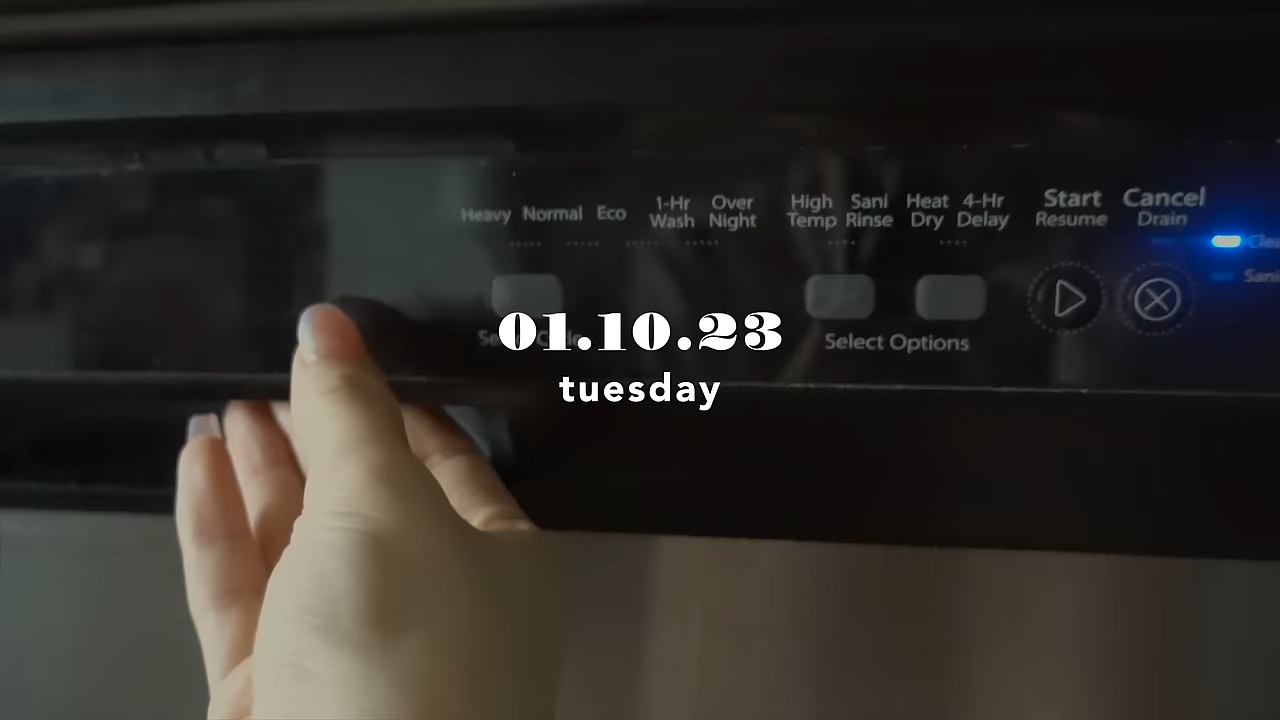 Heavy Normal Eco
1-Hr Wash
Over Night
High Temp
Sani Rinse
Heat Dry
4-Hr Delay
Start Resume
Cancel Drain
Select Options
01.10.23
tuesday